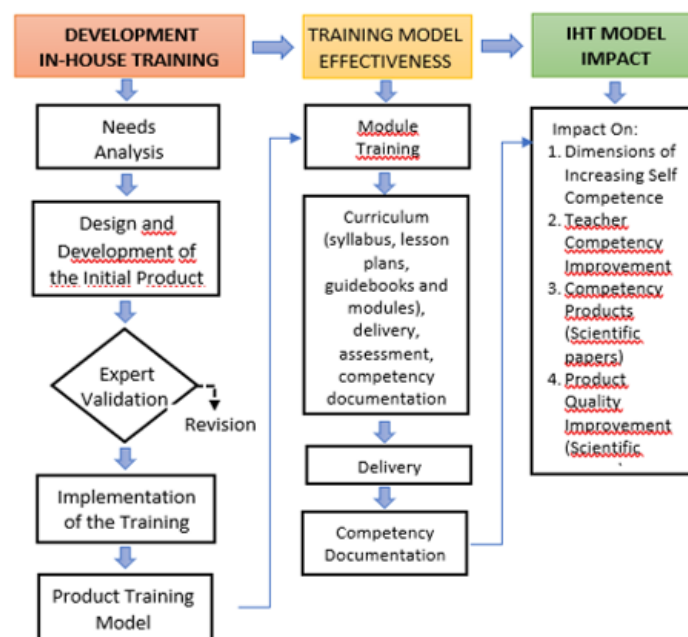 DEVELOPMENT
IN-HOUSE TRAINING
Needs
Analysis
Design and
Development of
the Initial Product
Expert
Validation
Revision
Implementation
of the Training
Product Training
Model
TRAINING MODEL
EFFECTIVENESS
Module
Training
Curriculum
(syllabus, lesson
plans,
guidebooks and
modules),
delivery,
assessment,
competency
documentation
Delivery
Competency
Documentation
IHT MODEL
IMPACT
Impact On:
1. Dimensions of
Increasing Self
Competence
2. Teacher
Competency
Improvement
3. Competency
Products
(Scientific
papers)
4. Product
Quality
Improvement
(Scientific